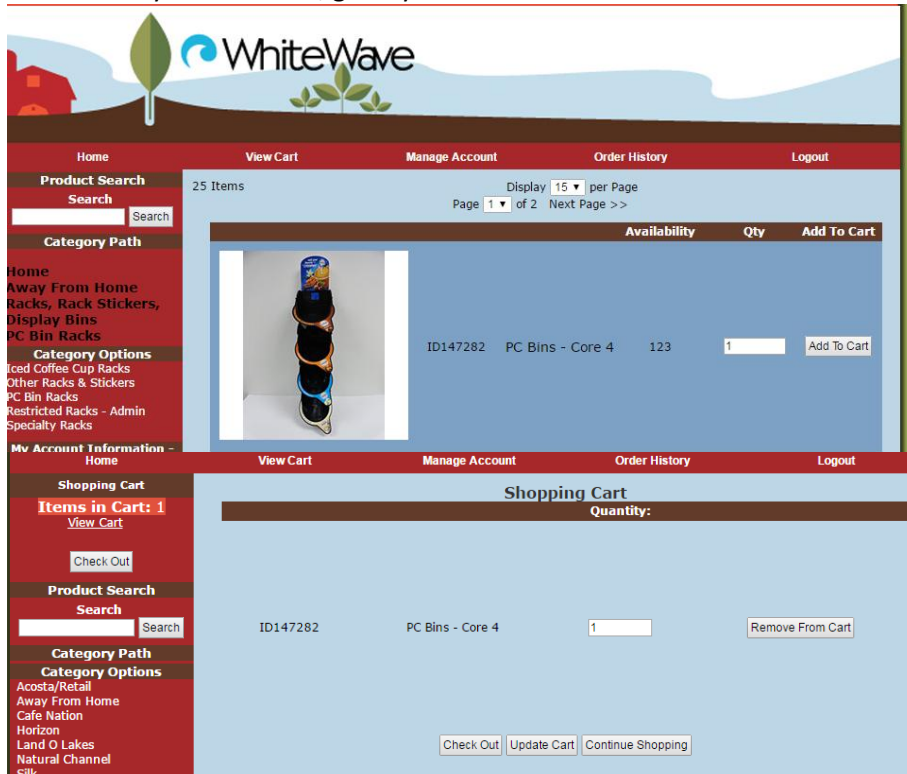 WhiteWave
Home View Cart Manage Account Order History Logout
Product Search
Search
Search
Category Path
Home
Away From Home
Racks, Rack Stickers,
Display Bins
PC Bin Racks
Category Options
Iced Coffee Cup Racks
Other Racks & Stickers
PC Bin Racks
Restricted Racks - Admin
Specialty Racks
My Account Information -
25 Items
Display 15 per Page
Page 1 of 2 Next Page >>
Availability Qty Add To Cart
ID147282 PC Bins - Core 4 123 1 Add To Cart
Home View Cart Manage Account Order History Logout
Shopping Cart
Items in Cart: 1
View Cart
Check Out
Product Search
Search
Search
Category Path
Category Options
Acosta/Retail
Away From Home
Cafe Nation
Horizon
Land O Lakes
Natural Channel
Silk
Shopping Cart
Quantity:
ID147282 PC Bins - Core 4 1 Remove From Cart
Check Out Update Cart Continue Shopping